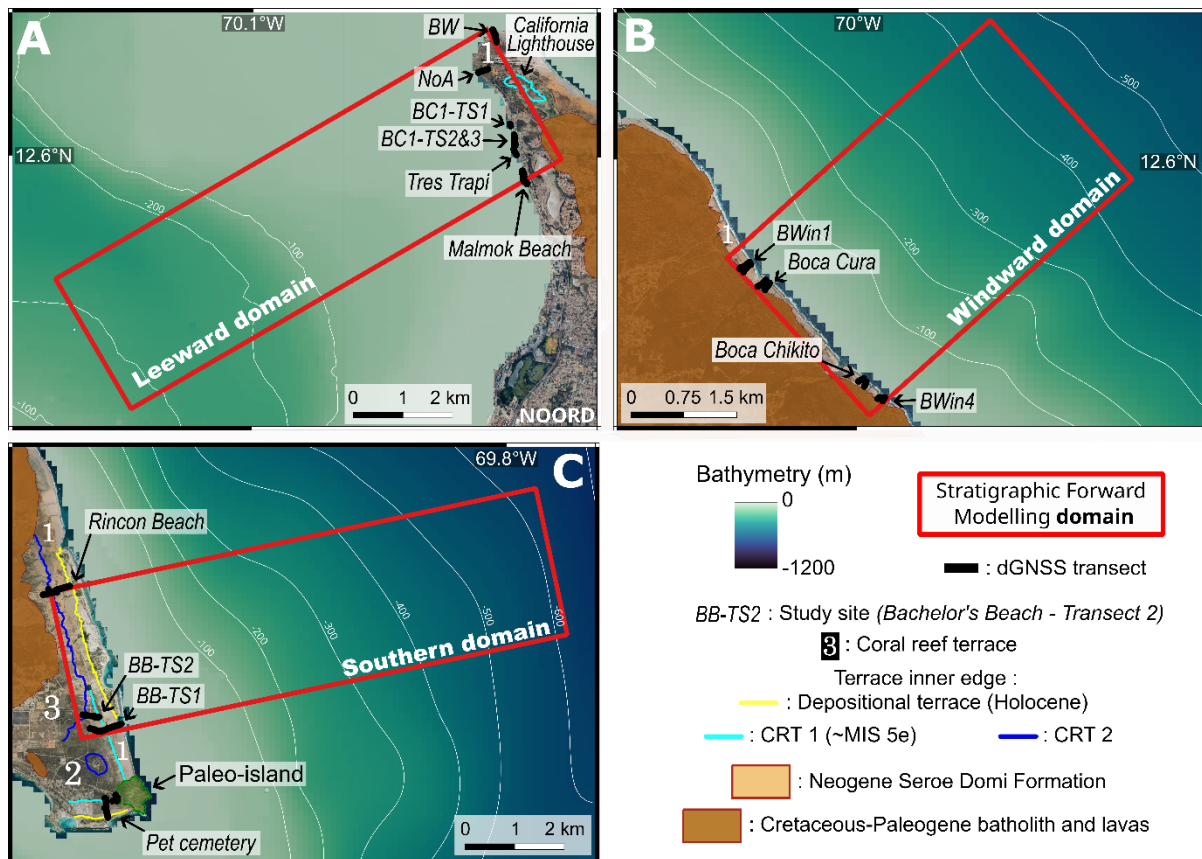 A
70.1°W
12.6°N
BW
California
Lighthouse
1
NoA
BC1-TS1
BC1-TS2&3
Tres Trapi
Malmok Beach
-200
-100
-100
Leeward domain
0 1 2 km
NOORD
B
70°W
12.6°N
-500
-400
-300
-200
-100
1
BWin1
Boca Cura
Windward domain
Boca Chikito
BWin4
0 0.75 1.5 km
C
69.8°W
1
Rincon Beach
-100
-200
-300
-400
-500
-600
Southern domain
BB-TS2
BB-TS1
3
1
2
Paleo-island
Pet cemetery
0 1 2 km
Bathymetry (m)
0
-1200
Stratigraphic Forward
Modelling domain
: dGNSS transect
BB-TS2 : Study site (Bachelor's Beach - Transect 2)
3 : Coral reef terrace
Terrace inner edge :
: Depositional terrace (Holocene)
: CRT 1 (~MIS 5e)
: CRT 2
: Neogene Seroe Domi Formation
: Cretaceous-Paleogene batholith and lavas